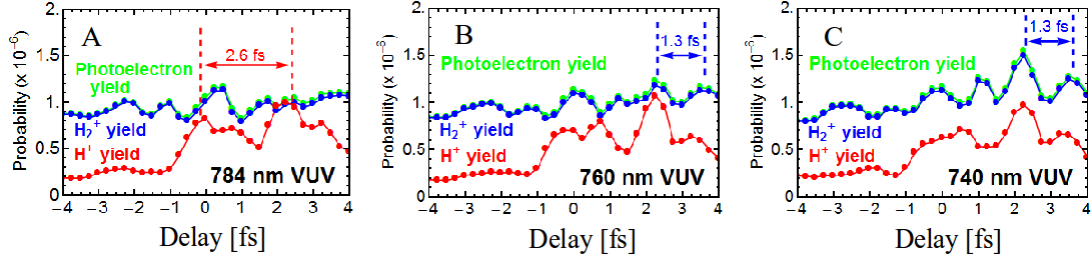 A
2.6 fs
Photoelectron
yield
H2+ yield
H+ yield
784 nm VUV
Probability (x 10⁻⁶)
2.
1.5
1.0
0.5
0
−4 −3 −2 −1 0 1 2 3 4
Delay [fs]
B
1.3 fs
Photoelectron yield
H2+ yield
H+ yield
760 nm VUV
Probability (x 10⁻⁶)
2.
1.5
1.0
0.5
0.
−4 −3 −2 −1 0 1 2 3 4
Delay [fs]
C
1.3 fs
Photoelectron yield
H2+ yield
H+ yield
740 nm VUV
Probability (x 10⁻⁶)
2.
1.5
1.0
0.5
0.
−4 −3 −2 −1 0 1 2 3 4
Delay [fs]